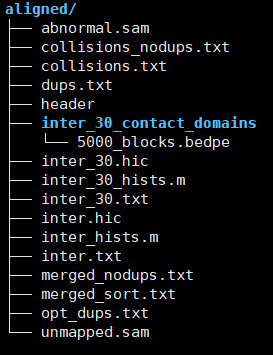 aligned/
├── abnormal.sam
├── collisions_nodups.txt
├── collisions.txt
├── dups.txt
├── header
├── inter_30_contact_domains
│   └── 5000_blocks.bedpe
├── inter_30.hic
├── inter_30_hists.m
├── inter_30.txt
├── inter.hic
├── inter_hists.m
├── inter.txt
├── merged_nodups.txt
├── merged_sort.txt
├── opt_dups.txt
└── unmapped.sam